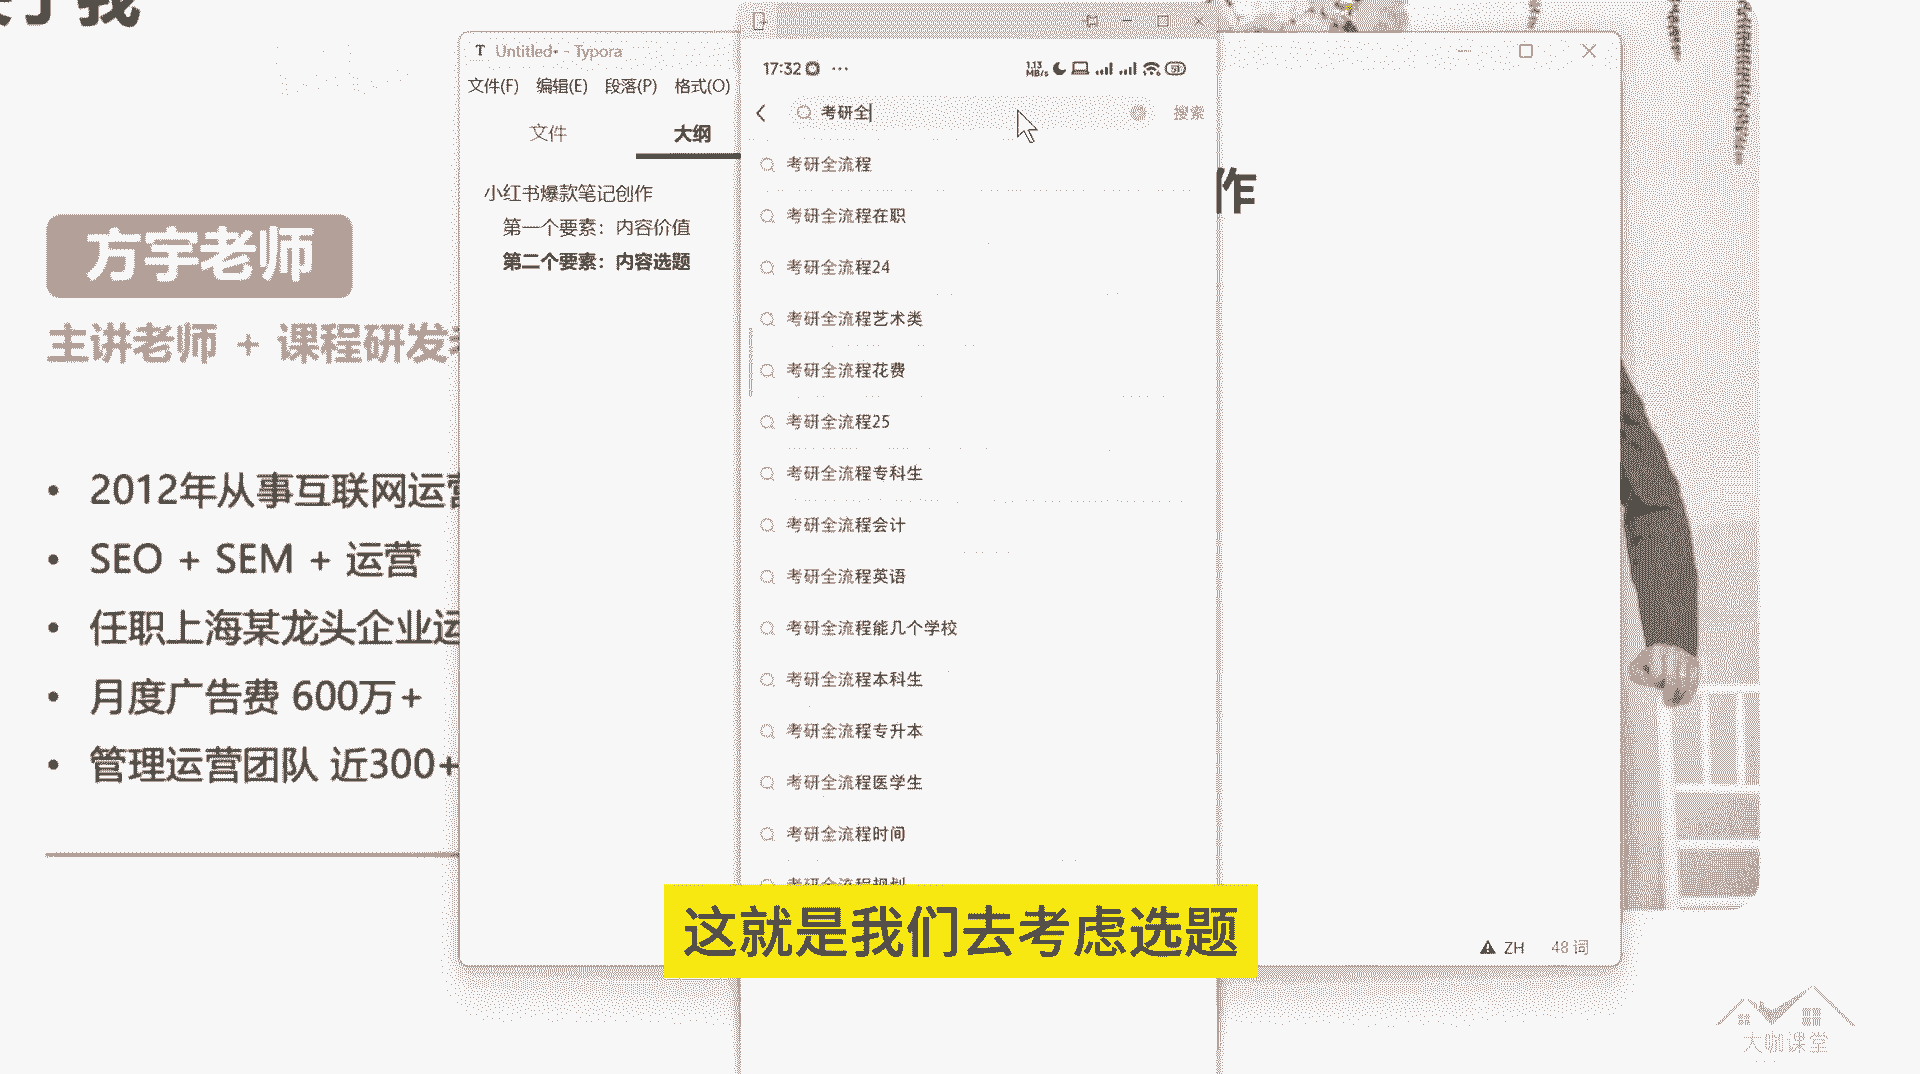 我
方宇老师
主讲老师 + 课程研发
2012年从事互联网运营
SEO + SEM + 运营
任职上海某龙头企业运
月度广告费 600万+
管理运营团队 近300+
Untitled• - Typora
文件(F) 编辑(E) 段落(P) 格式(O)
文件 大纲
小红书爆款笔记创作
第一个要素：内容价值
第二个要素：内容选题
17:32
1.13 MB/s
考研全
搜索
考研全流程
考研全流程在职
考研全流程24
考研全流程艺术类
考研全流程花费
考研全流程25
考研全流程专科生
考研全流程会计
考研全流程英语
考研全流程能几个学校
考研全流程本科生
考研全流程专升本
考研全流程医学生
考研全流程时间
考研全流程规划
作
这就是我们去考虑选题
ZH 48 词
大咖课堂